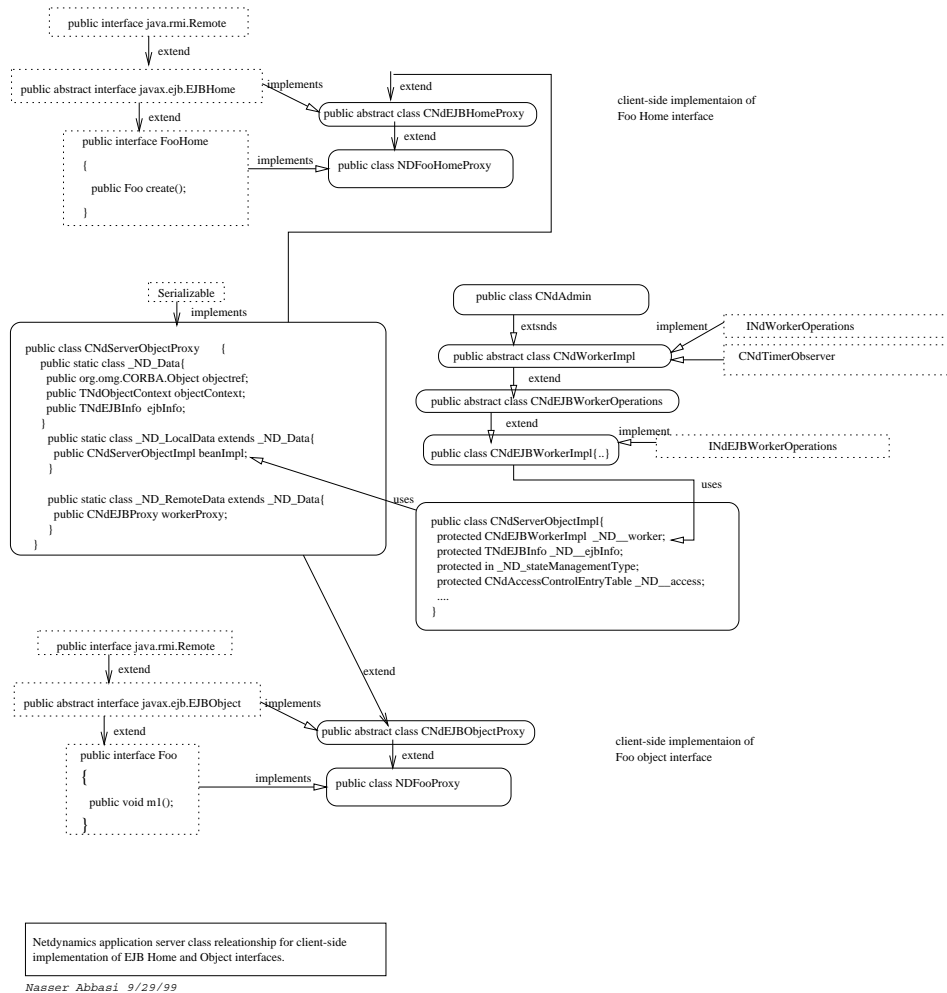 public interface java.rmi.Remote
extend
public abstract interface javax.ejb.EJBHome
implements
extend
client-side implementaion of
Foo Home interface
public abstract class CNdEJBHomeProxy
extend
public interface FooHome
{
public Foo create();
}
extend
implements
public class NDFooHomeProxy
Serializable
implements
public class CNdServerObjectProxy {
public static class _ND_Data{
public org.omg.CORBA.Object objectref;
public TNdObjectContext objectContext;
public TNdEJBInfo ejbInfo;
}
public static class _ND_LocalData extends _ND_Data{
public CNdServerObjectImpl beanImpl;
}
public static class _ND_RemoteData extends _ND_Data{
public CNdEJBProxy workerProxy;
}
}
public class CNdAdmin
extsnds
implement
INdWorkerOperations
public abstract class CNdWorkerImpl
CNdTimerObserver
extend
public abstract class CNdEJBWorkerOperations
extend
implement
INdEJBWorkerOperations
public class CNdEJBWorkerImpl{..}
uses
uses
public class CNdServerObjectImpl{
protected CNdEJBWorkerImpl _ND__worker;
protected TNdEJBInfo _ND__ejbInfo;
protected in _ND_stateManagementType;
protected CNdAccessControlEntryTable _ND__access;
....
}
public interface java.rmi.Remote
extend
extend
public abstract interface javax.ejb.EJBObject
implements
extend
public abstract class CNdEJBObjectProxy
client-side implementaion of
Foo object interface
public interface Foo
{
public void m1();
}
extend
implements
public class NDFooProxy
Netdynamics application server class releationship for client-side
implementation of EJB Home and Object interfaces.
Nasser Abbasi 9/29/99